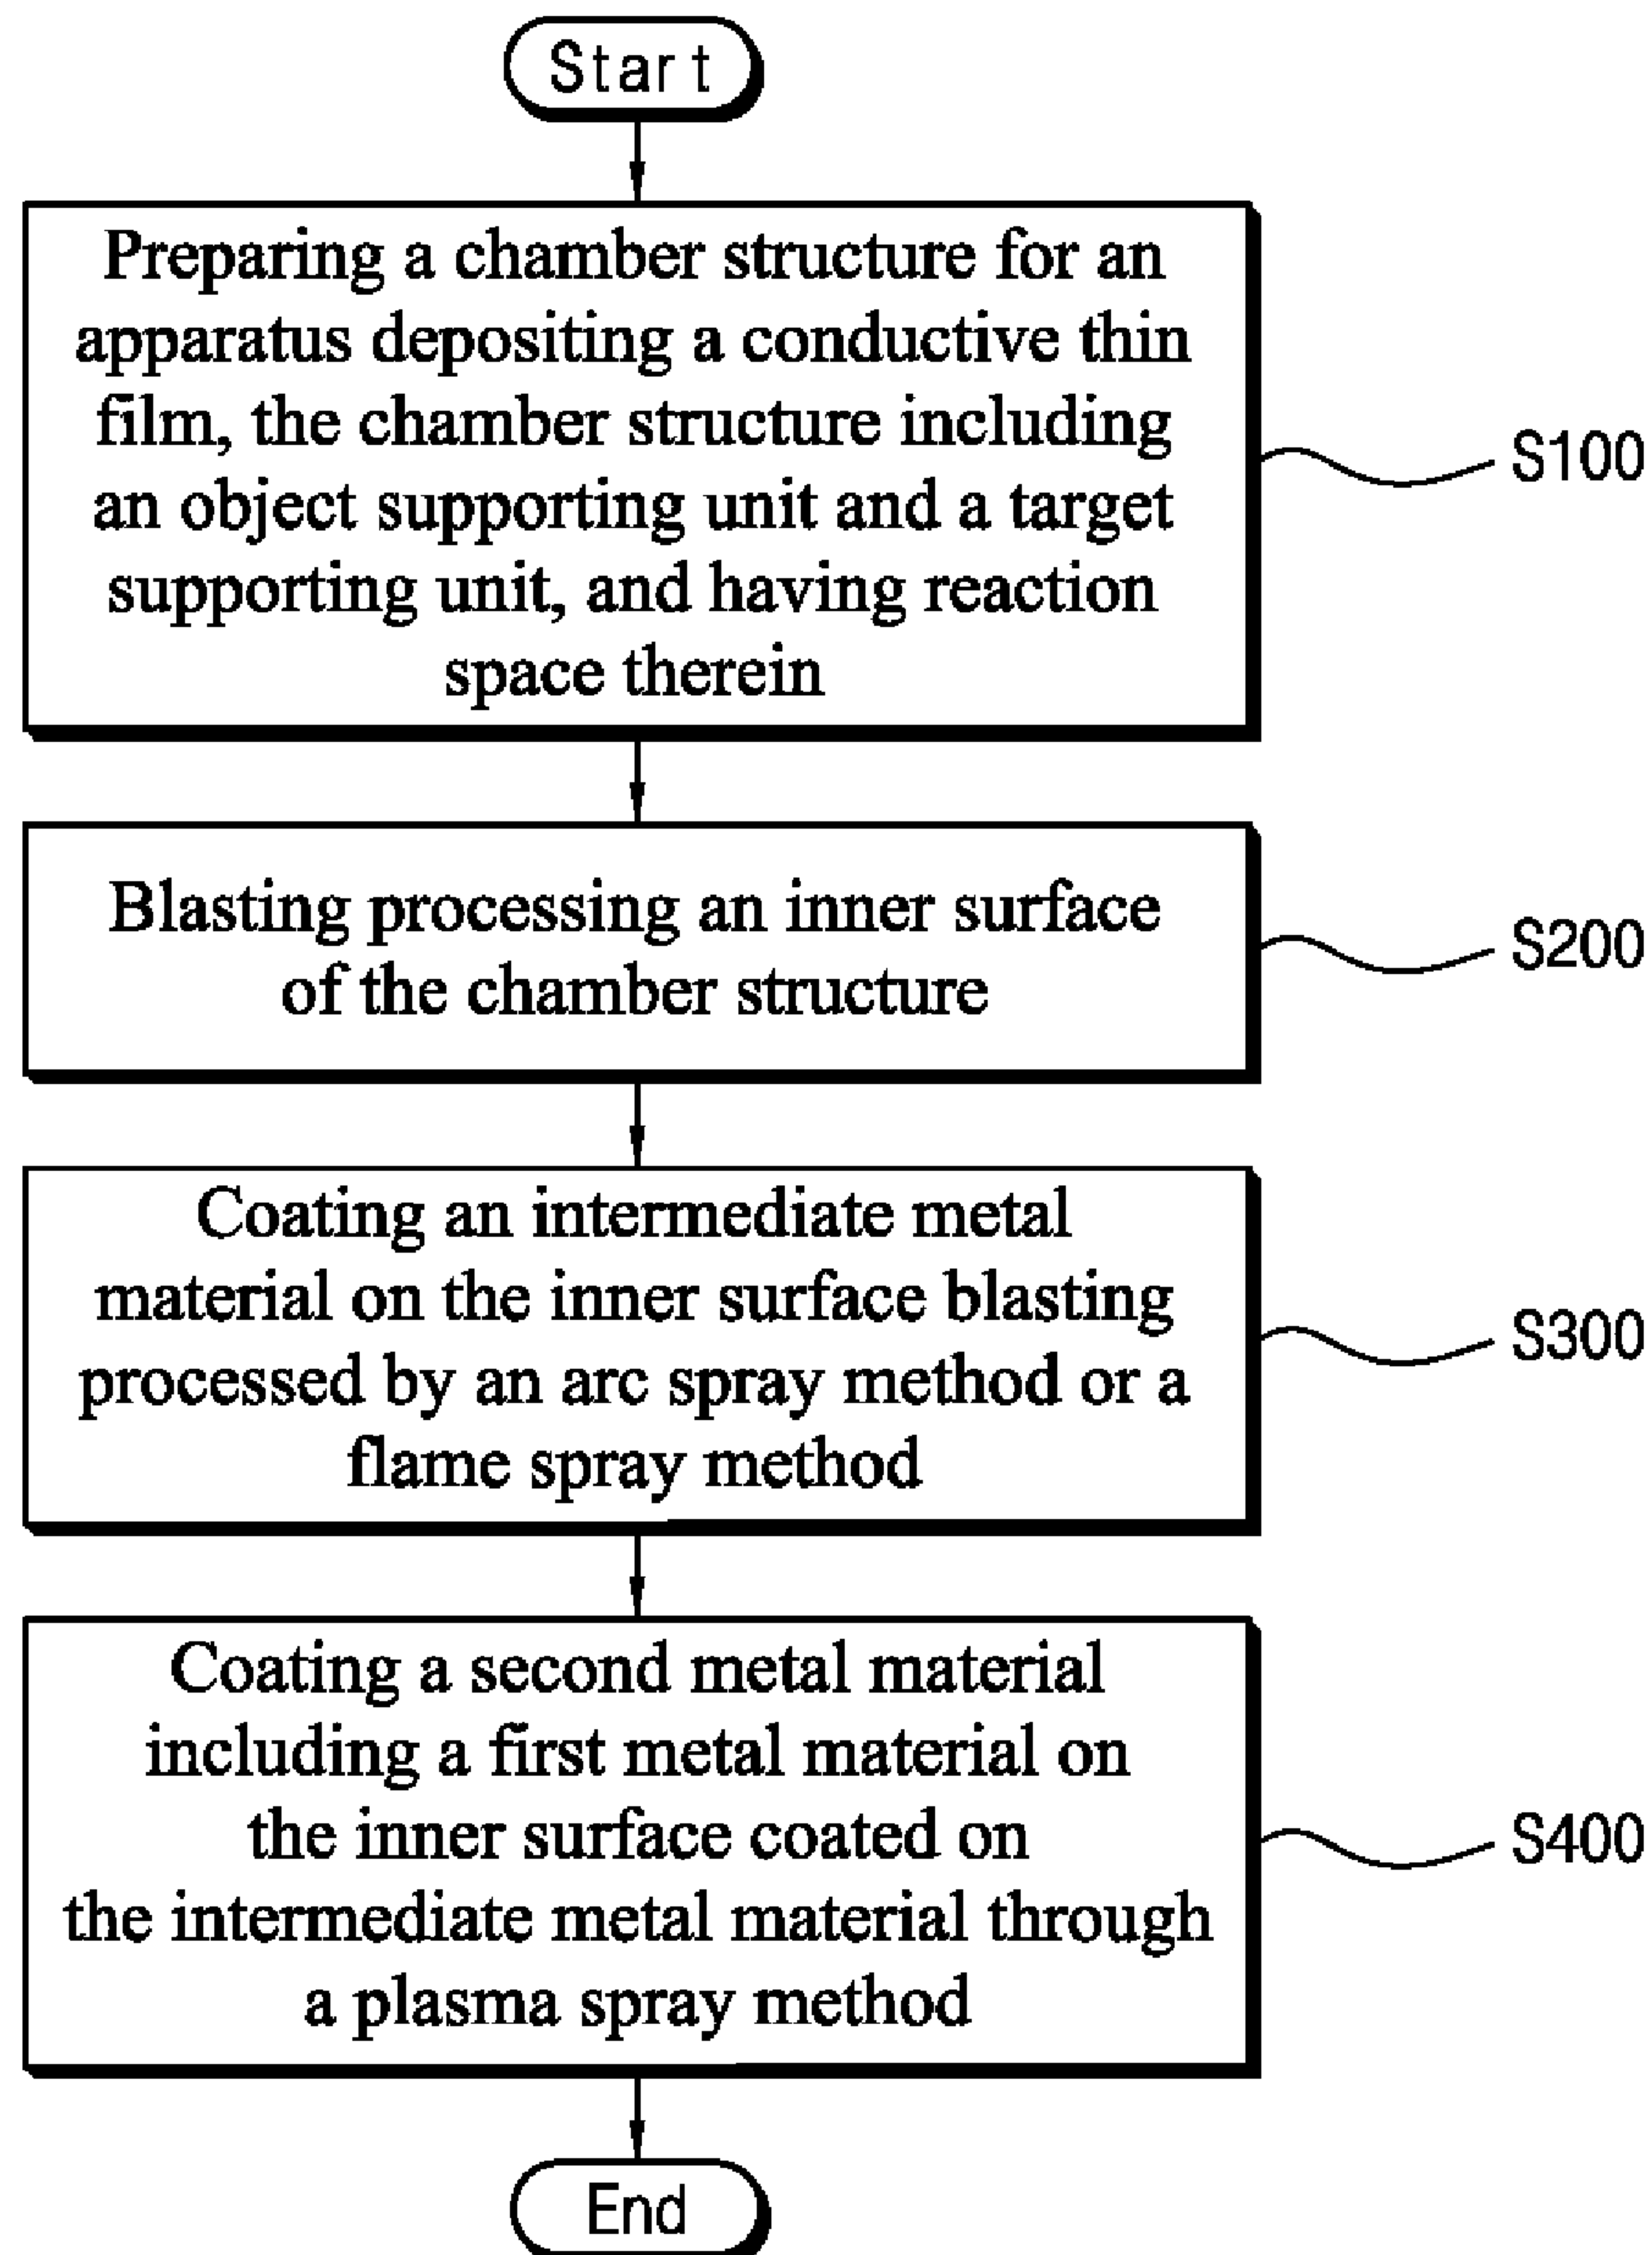 Start
Preparing a chamber structure for an
apparatus depositing a conductive thin
film, the chamber structure including
an object supporting unit and a target
supporting unit, and having reaction
space therein
S100
Blasting processing an inner surface
of the chamber structure
S200
Coating an intermediate metal
material on the inner surface blasting
processed by an arc spray method or a
flame spray method
S300
Coating a second metal material
including a first metal material on
the inner surface coated on
the intermediate metal material through
a plasma spray method
S400
End